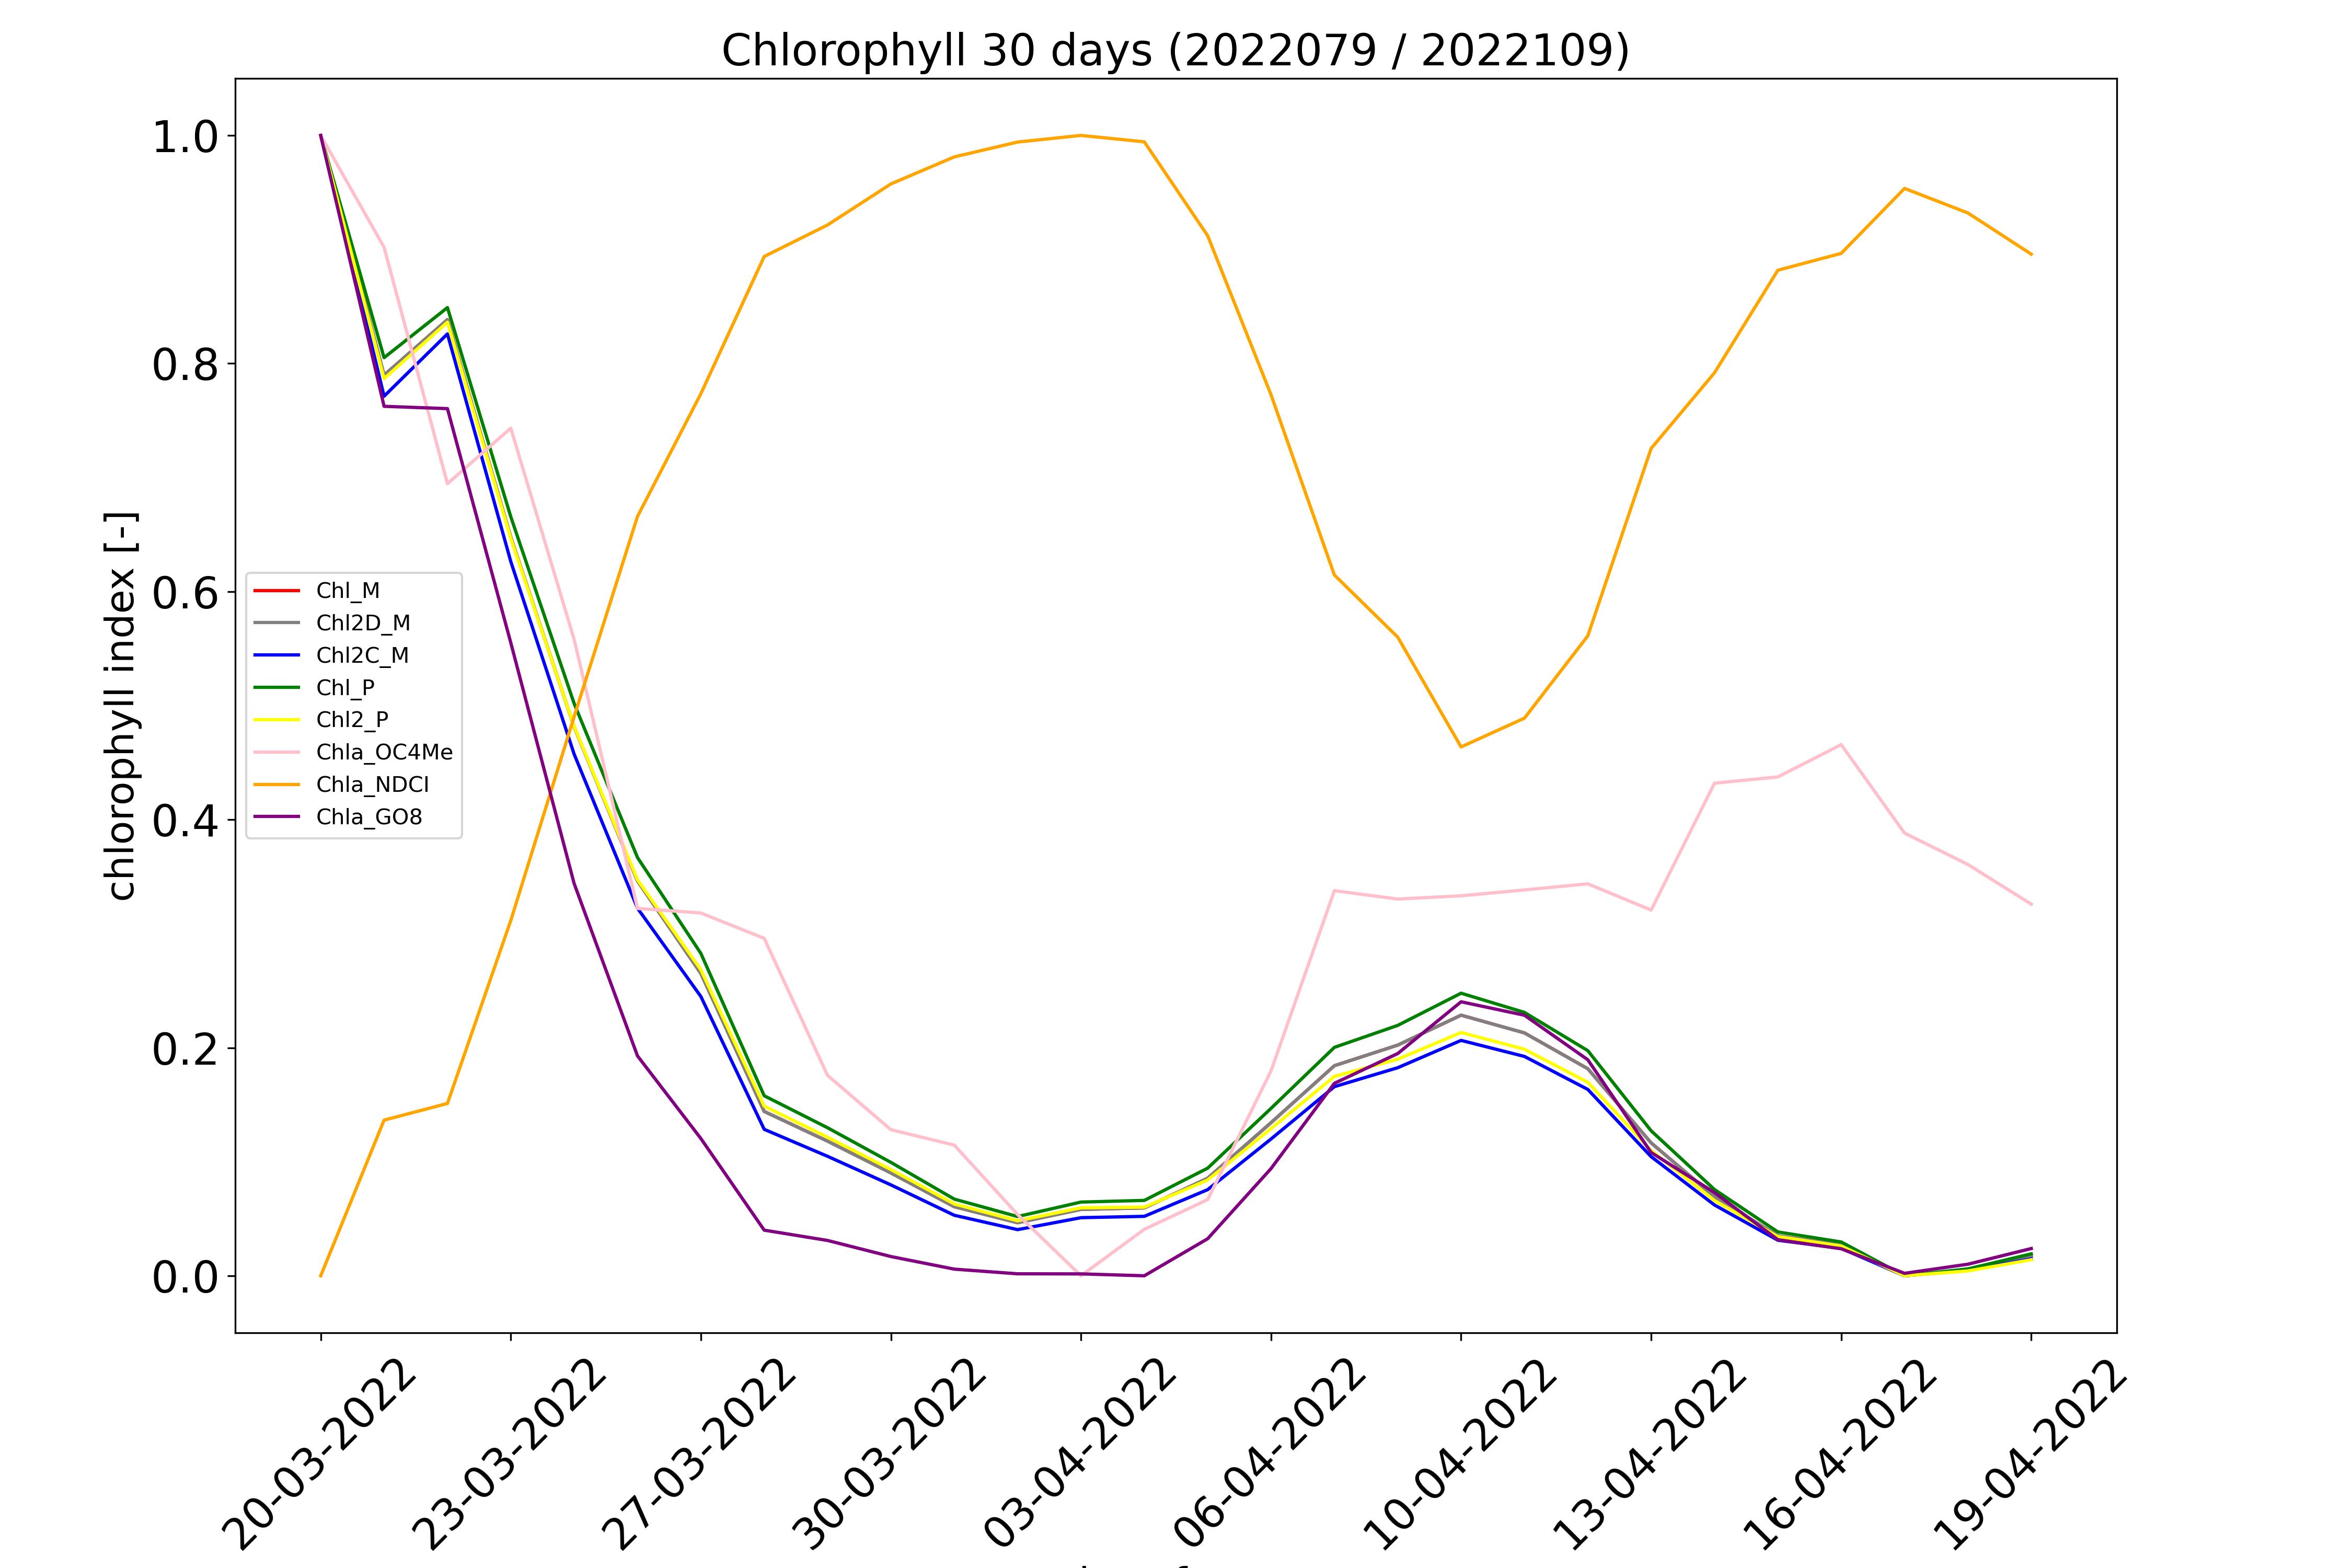 Chlorophyll 30 days (2022079 / 2022109)
chlorophyll index [-]
1.0
0.8
0.6
0.4
0.2
0.0
Chl_M
Chl2D_M
Chl2C_M
Chl_P
Chl2_P
Chla_OC4Me
Chla_NDCI
Chla_GO8
20-03-2022
23-03-2022
27-03-2022
30-03-2022
03-04-2022
06-04-2022
10-04-2022
13-04-2022
16-04-2022
19-04-2022